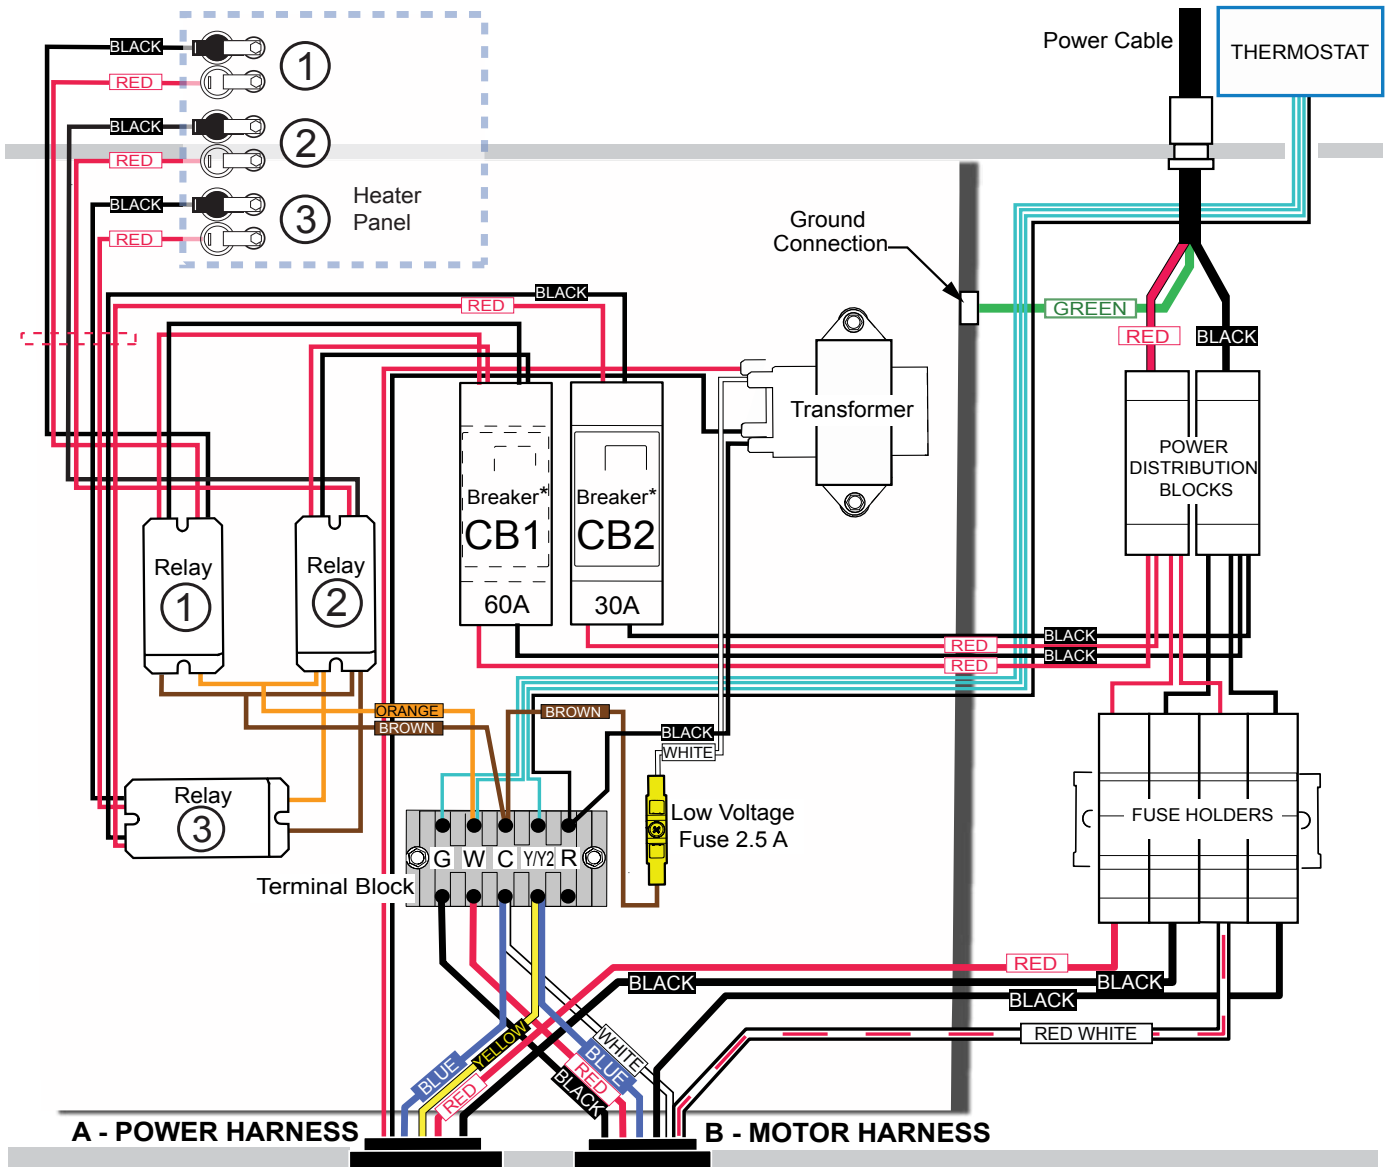 Power Cable
THERMOSTAT
BLACK
1
RED
BLACK
2
RED
BLACK
3
Heater
Panel
RED
Ground
Connection
GREEN
RED
BLACK
BLACK
RED
Transformer
POWER
DISTRIBUTION
BLOCKS
Breaker*
CB1
60A
Breaker*
CB2
30A
Relay
1
Relay
2
BLACK
RED
BLACK
RED
ORANGE
BROWN
BROWN
BLACK
WHITE
Relay
3
Low Voltage
Fuse 2.5 A
FUSE HOLDERS
G W C Y/Y2 R
Terminal Block
RED
BLACK
BLACK
BLACK
RED WHITE
BLUE
YELLOW
RED
BLACK
RED
BLUE
WHITE
A - POWER HARNESS
B - MOTOR HARNESS